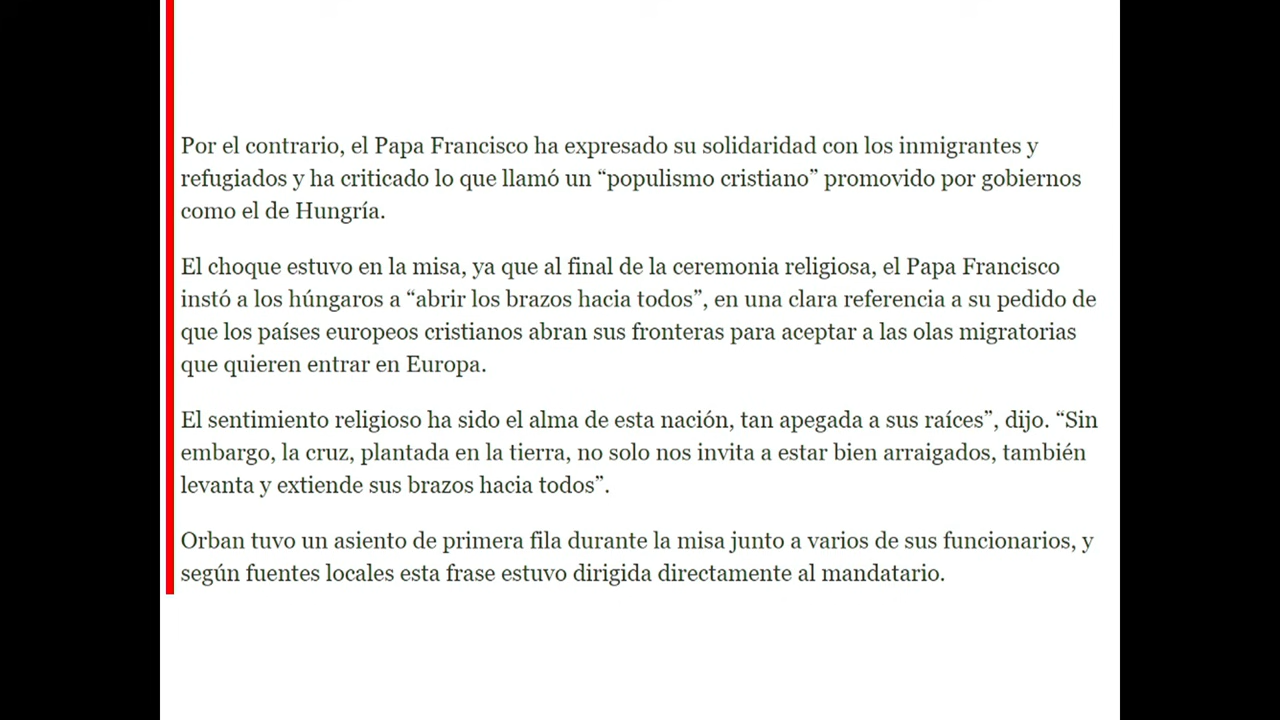 Por el contrario, el Papa Francisco ha expresado su solidaridad con los inmigrantes y
refugiados y ha criticado lo que llamó un “populismo cristiano” promovido por gobiernos
como el de Hungría.
El choque estuvo en la misa, ya que al final de la ceremonia religiosa, el Papa Francisco
instó a los húngaros a “abrir los brazos hacia todos”, en una clara referencia a su pedido de
que los países europeos cristianos abran sus fronteras para aceptar a las olas migratorias
que quieren entrar en Europa.
El sentimiento religioso ha sido el alma de esta nación, tan apegada a sus raíces”, dijo. “Sin
embargo, la cruz, plantada en la tierra, no solo nos invita a estar bien arraigados, también
levanta y extiende sus brazos hacia todos”.
Orban tuvo un asiento de primera fila durante la misa junto a varios de sus funcionarios, y
según fuentes locales esta frase estuvo dirigida directamente al mandatario.